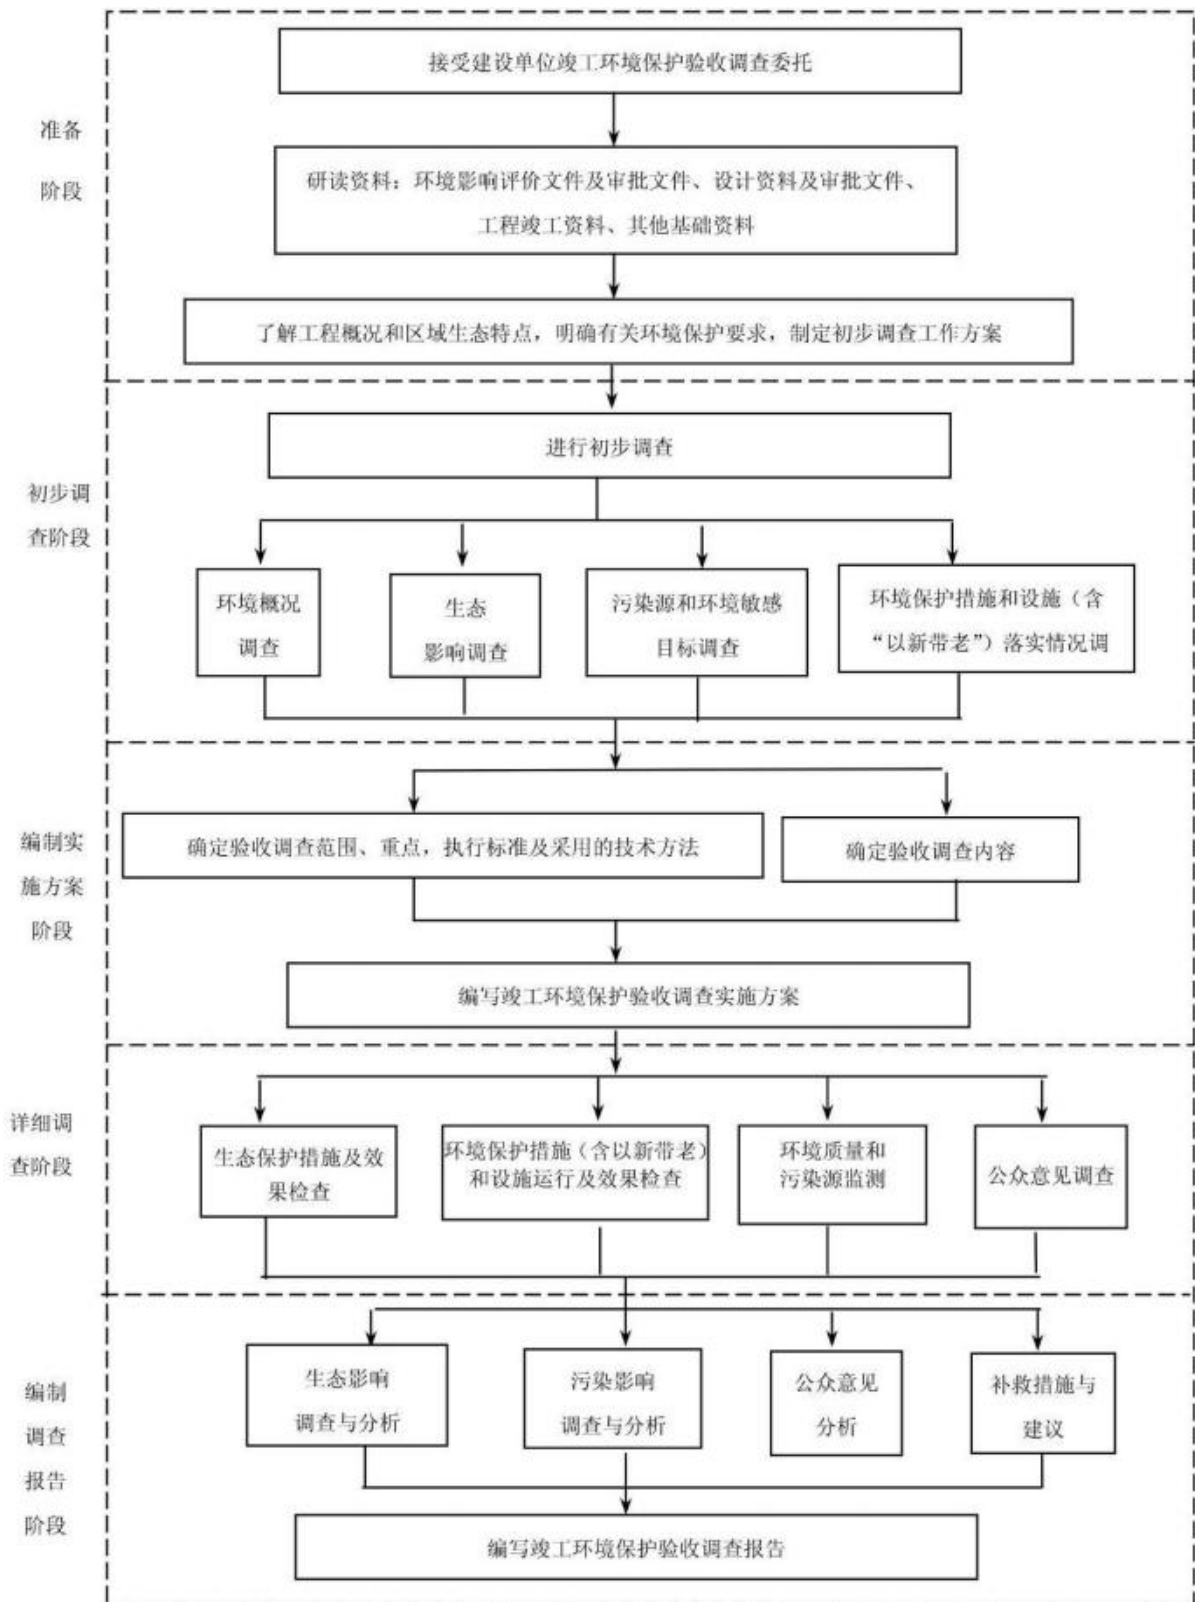 接受建设单位竣工环境保护验收调查委托
准备
阶段
研读资料：环境影响评价文件及审批文件、设计资料及审批文件、
工程竣工资料、其他基础资料
了解工程概况和区域生态特点，明确有关环境保护要求，制定初步调查工作方案
进行初步调查
初步调
查阶段
环境概况
调查
生态
影响调查
污染源和环境敏感
目标调查
环境保护措施和设施（含
“以新带老”）落实情况调
编制实
施方案
阶段
确定验收调查范围、重点，执行标准及采用的技术方法
确定验收调查内容
编写竣工环境保护验收调查实施方案
详细调
查阶段
生态保护措施及效
果检查
环境保护措施（含以新带老）
和设施运行及效果检查
环境质量和
污染源监测
公众意见调查
编制
调查
报告
阶段
生态影响
调查与分析
污染影响
调查与分析
公众意见
分析
补救措施与
建议
编写竣工环境保护验收调查报告